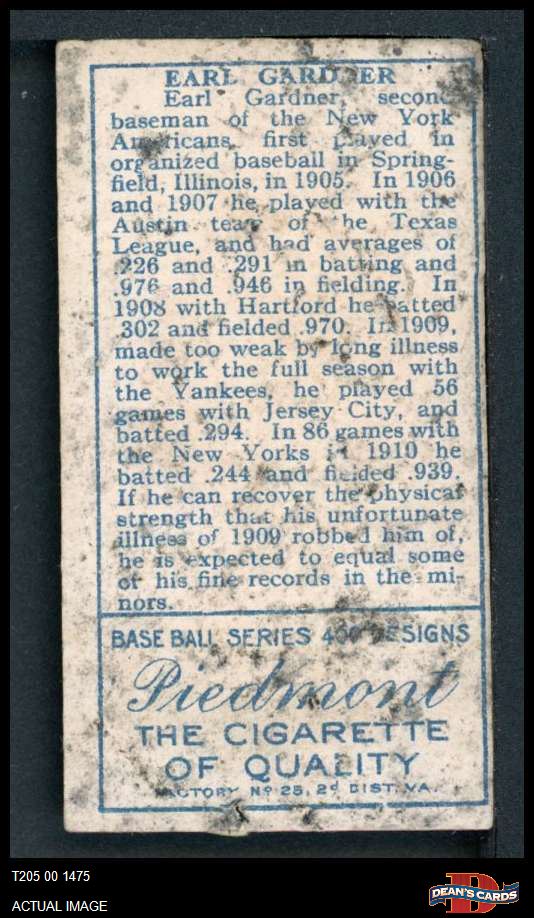 EARL GARDNER
Earl Gardner, second
baseman of the New York
Americans, first played in
organized baseball in Spring-
field, Illinois, in 1905. In 1906
and 1907 he played with the
Austin team of the Texas
League, and had averages of
.226 and .291 in batting and
.976 and .946 in fielding. In
1908 with Hartford he batted
.302 and fielded .970. In 1909,
made too weak by long illness
to work the full season with
the Yankees, he played 56
games with Jersey City, and
batted .294. In 86 games with
the New Yorks in 1910 he
batted .244 and fielded .939.
If he can recover the physical
strength that his unfortunate
illness of 1909 robbed him of,
he is expected to equal some
of his fine records in the mi-
nors.
BASE BALL SERIES 400 DESIGNS
Piedmont
THE CIGARETTE
OF QUALITY
FACTORY No 25, 2d DIST. VA.
T205 00 1475
ACTUAL IMAGE
D
DEAN'S CARDS